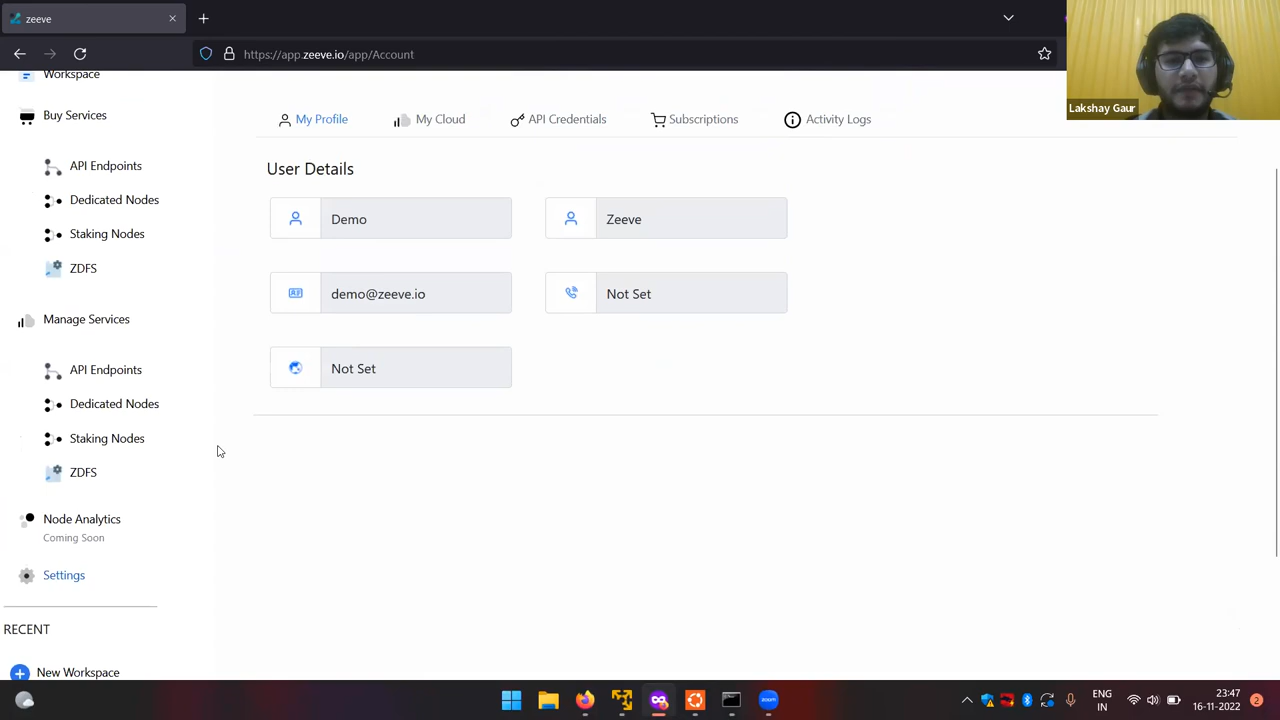 zeeve
https://app.zeeve.io/app/Account
Lakshay Gaur
Workspace
Buy Services
API Endpoints
Dedicated Nodes
Staking Nodes
ZDFS
Manage Services
API Endpoints
Dedicated Nodes
Staking Nodes
ZDFS
Node Analytics
Coming Soon
Settings
RECENT
New Workspace
My Profile
My Cloud
API Credentials
Subscriptions
Activity Logs
User Details
Demo
Zeeve
demo@zeeve.io
Not Set
Not Set
zoom
ENG
IN
23:47
16-11-2022
2